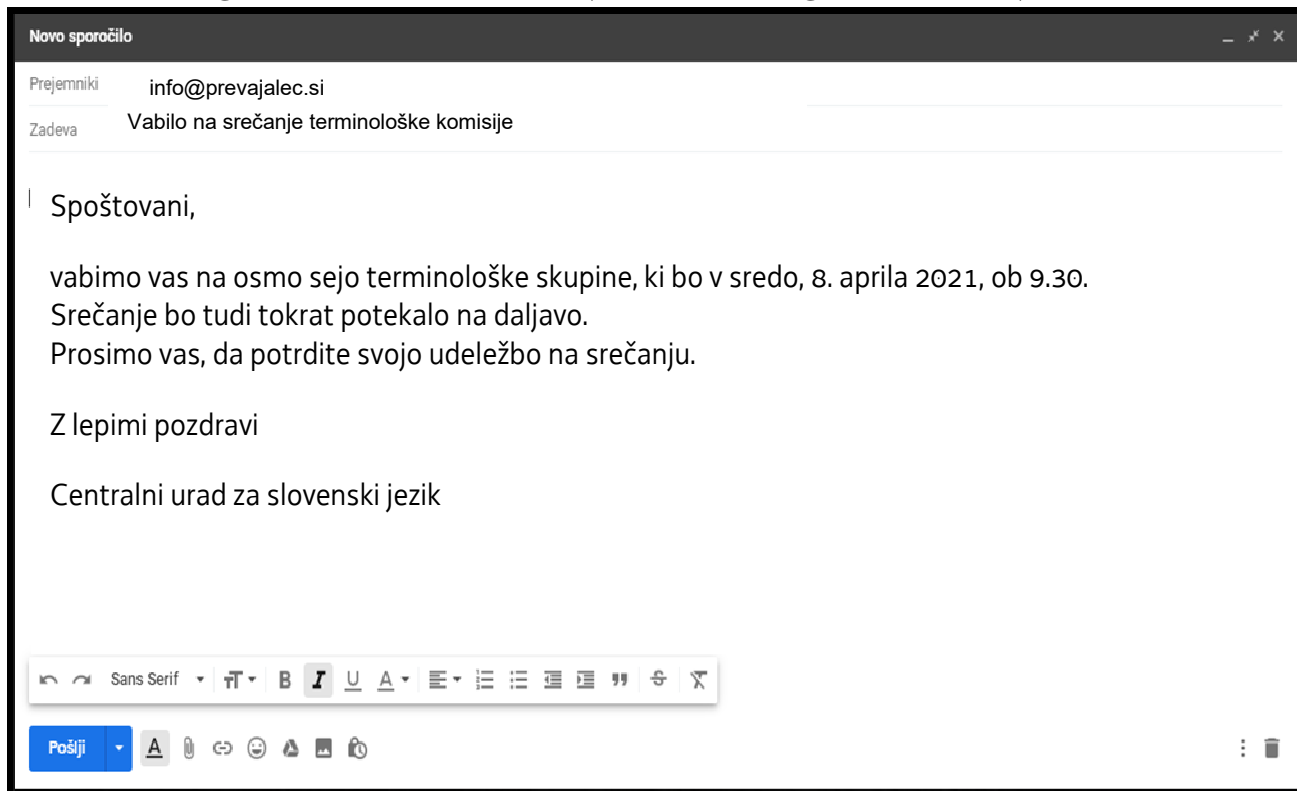 Novo sporočilo
Prejemniki info@prevajalec.si
Zadeva Vabilo na srečanje terminološke komisije
Spoštovani,
vabimo vas na osmo sejo terminološke skupine, ki bo v sredo, 8. aprila 2021, ob 9.30.
Srečanje bo tudi tokrat potekalo na daljavo.
Prosimo vas, da potrdite svojo udeležbo na srečanju.
Z lepimi pozdravi
Centralni urad za slovenski jezik
Sans Serif
Pošlji